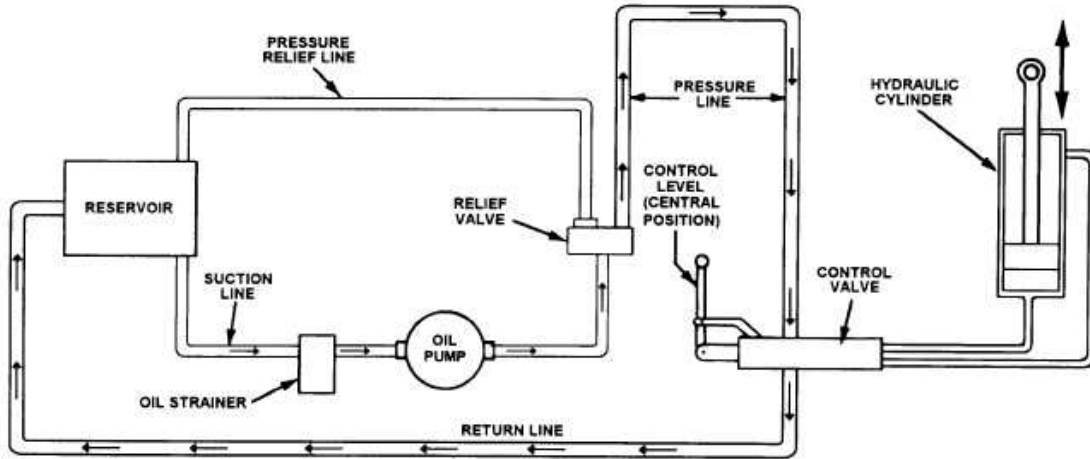 PRESSURE
RELIEF LINE
PRESSURE
LINE
HYDRAULIC
CYLINDER
RESERVOIR
CONTROL
LEVEL
(CENTRAL
POSITION)
RELIEF
VALVE
SUCTION
LINE
CONTROL
VALVE
OIL
PUMP
OIL STRAINER
RETURN LINE